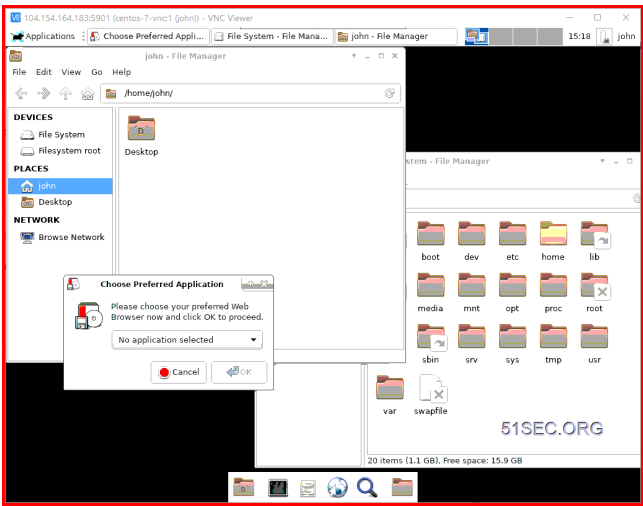 104.154.164.183:5901 (centos-7-vnc:1 (john)) - VNC Viewer
Applications Choose Preferred Appli... File System - File Mana... john - File Manager 15:18 john
john - File Manager
File Edit View Go Help
/home/john/
DEVICES
File System
Filesystem root
PLACES
john
Desktop
NETWORK
Browse Network
Desktop
stem - File Manager
boot dev etc home lib
media mnt opt proc root
sbin srv sys tmp usr
var swapfile
Choose Preferred Application
Please choose your preferred Web
Browser now and click OK to proceed.
No application selected
Cancel OK
51SEC.ORG
20 items (1.1 GB), Free space: 15.9 GB